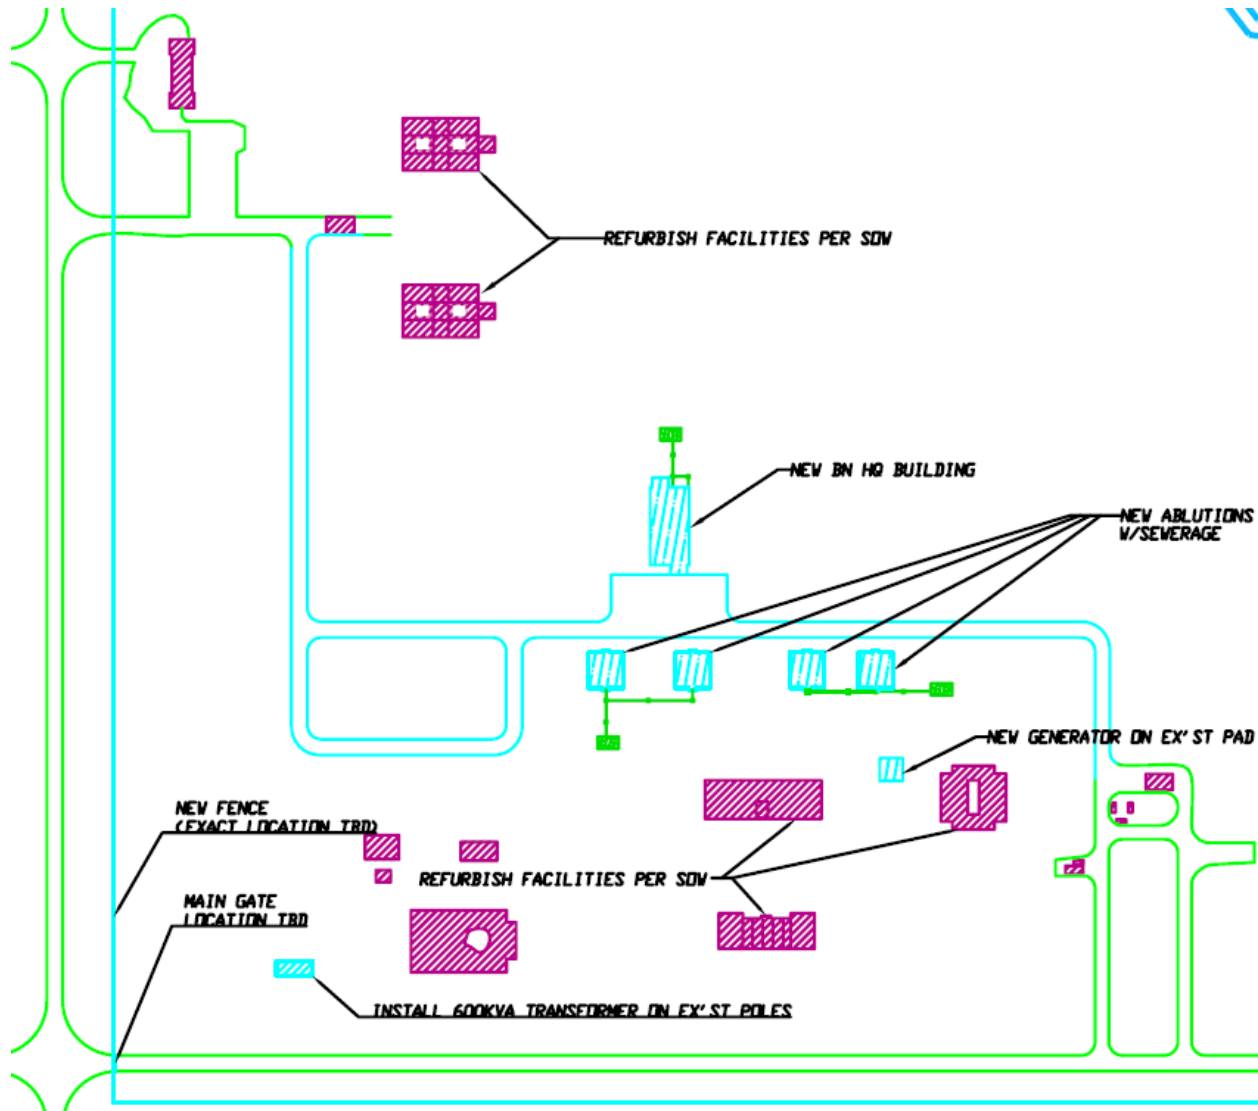 REFURBISH FACILITIES PER SOW
NEW BN HQ BUILDING
NEW ABLUTIONS
W/SEWERAGE
NEW GENERATOR ON EX'ST PAD
NEW FENCE
(EXACT LOCATION TBD)
REFURBISH FACILITIES PER SOW
MAIN GATE
LOCATION TBD
INSTALL 600KVA TRANSFORMER ON EX'ST POLES